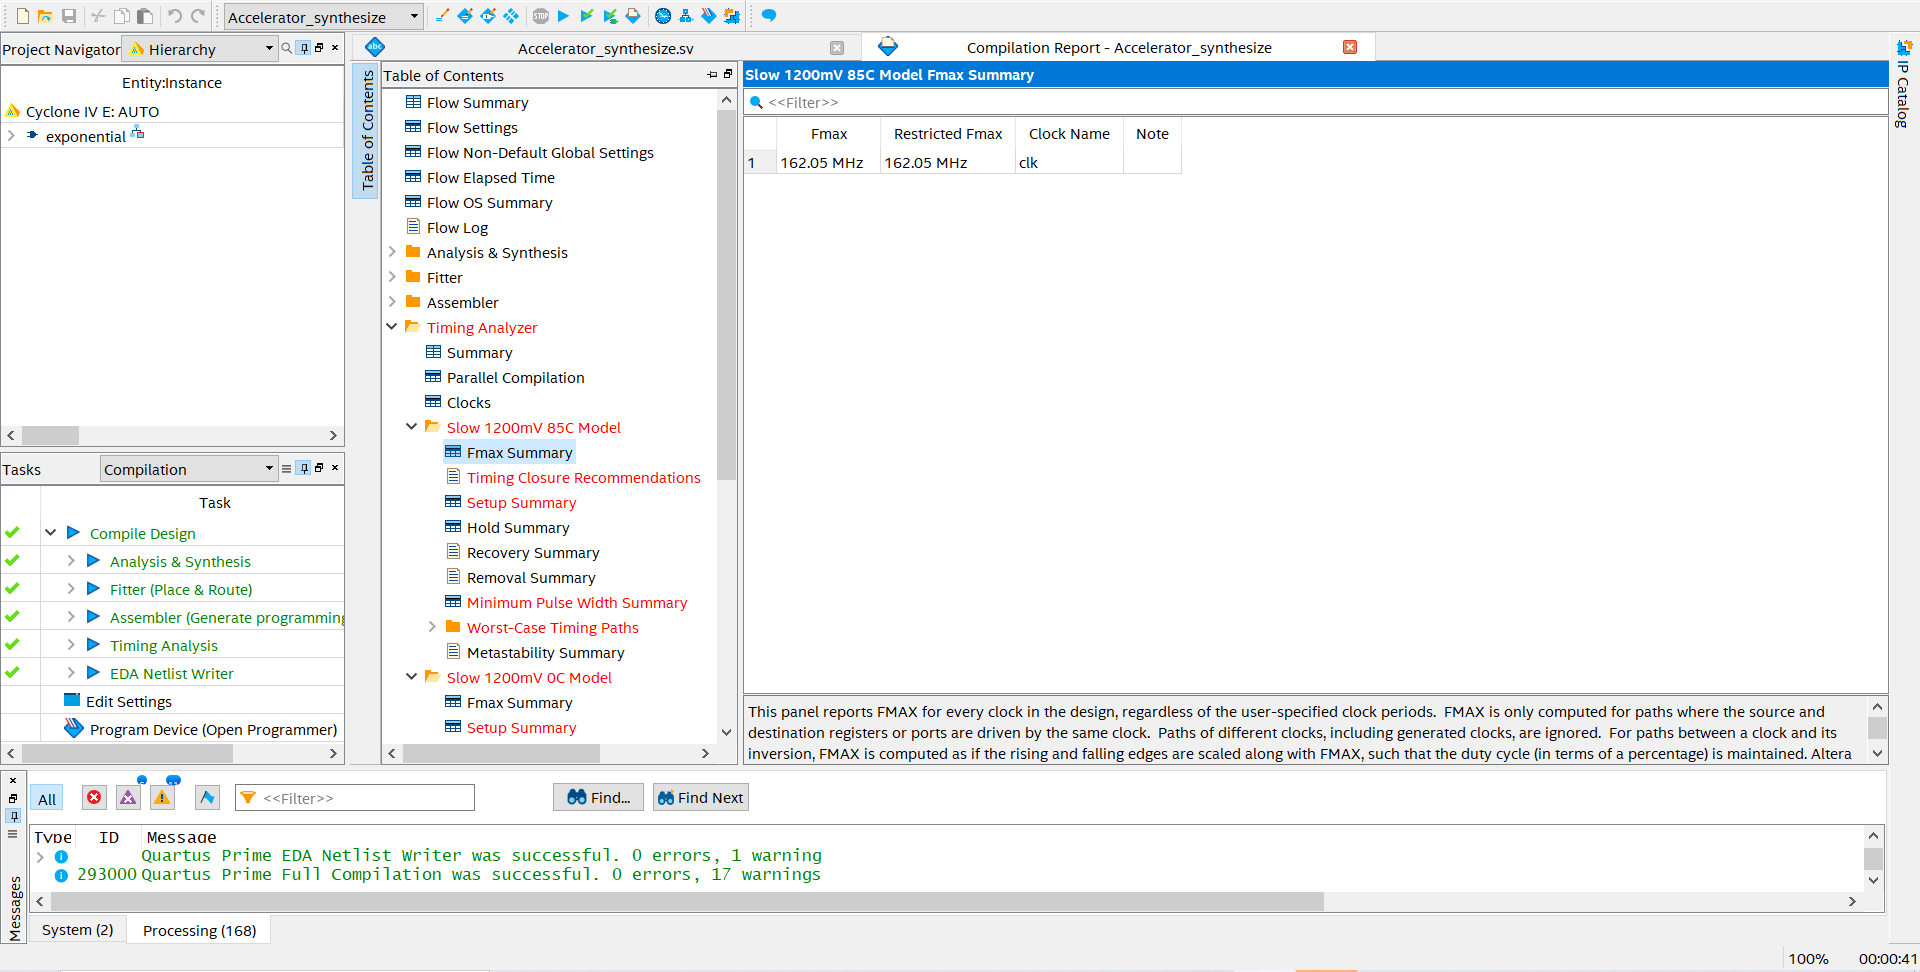 Accelerator_synthesize
Project Navigator
Hierarchy
Entity:Instance
Cyclone IV E: AUTO
exponential
Tasks
Compilation
Task
Compile Design
Analysis & Synthesis
Fitter (Place & Route)
Assembler (Generate programming
Timing Analysis
EDA Netlist Writer
Edit Settings
Program Device (Open Programmer)
Accelerator_synthesize.sv
Compilation Report - Accelerator_synthesize
Table of Contents
Table of Contents
Flow Summary
Flow Settings
Flow Non-Default Global Settings
Flow Elapsed Time
Flow OS Summary
Flow Log
Analysis & Synthesis
Fitter
Assembler
Timing Analyzer
Summary
Parallel Compilation
Clocks
Slow 1200mV 85C Model
Fmax Summary
Timing Closure Recommendations
Setup Summary
Hold Summary
Recovery Summary
Removal Summary
Minimum Pulse Width Summary
Worst-Case Timing Paths
Metastability Summary
Slow 1200mV 0C Model
Fmax Summary
Setup Summary
Slow 1200mV 85C Model Fmax Summary
<<Filter>>
Fmax Restricted Fmax Clock Name Note
1 162.05 MHz 162.05 MHz clk
This panel reports FMAX for every clock in the design, regardless of the user-specified clock periods. FMAX is only computed for paths where the source and
destination registers or ports are driven by the same clock. Paths of different clocks, including generated clocks, are ignored. For paths between a clock and its
inversion, FMAX is computed as if the rising and falling edges are scaled along with FMAX, such that the duty cycle (in terms of a percentage) is maintained. Altera
IP Catalog
All
<<Filter>>
Find...
Find Next
Type ID Message
Quartus Prime EDA Netlist Writer was successful. 0 errors, 1 warning
293000 Quartus Prime Full Compilation was successful. 0 errors, 17 warnings
Messages
System (2)
Processing (168)
100% 00:00:41